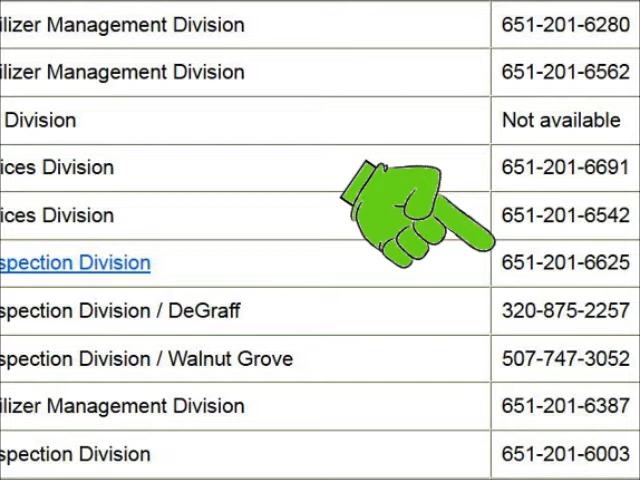 ilizer Management Division 651-201-6280
ilizer Management Division 651-201-6562
Division Not available
ices Division 651-201-6691
ices Division 651-201-6542
spection Division 651-201-6625
spection Division / DeGraff 320-875-2257
spection Division / Walnut Grove 507-747-3052
ilizer Management Division 651-201-6387
spection Division 651-201-6003